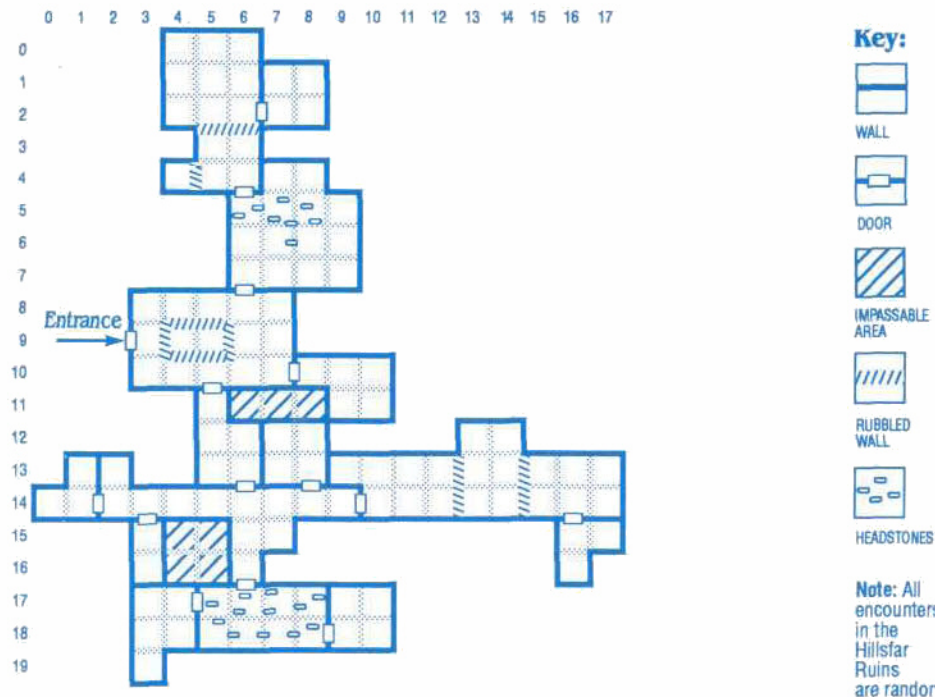 0 1 2 3 4 5 6 7 8 9 10 11 12 13 14 15 16 17
0
1
2
3
4
5
6
7
8
9
10
11
12
13
14
15
16
17
18
19
Entrance
Key:
WALL
DOOR
IMPASSABLE
AREA
RUBBLED
WALL
HEADSTONES
Note: All
encounters
in the
Hillsfar
Ruins
are random